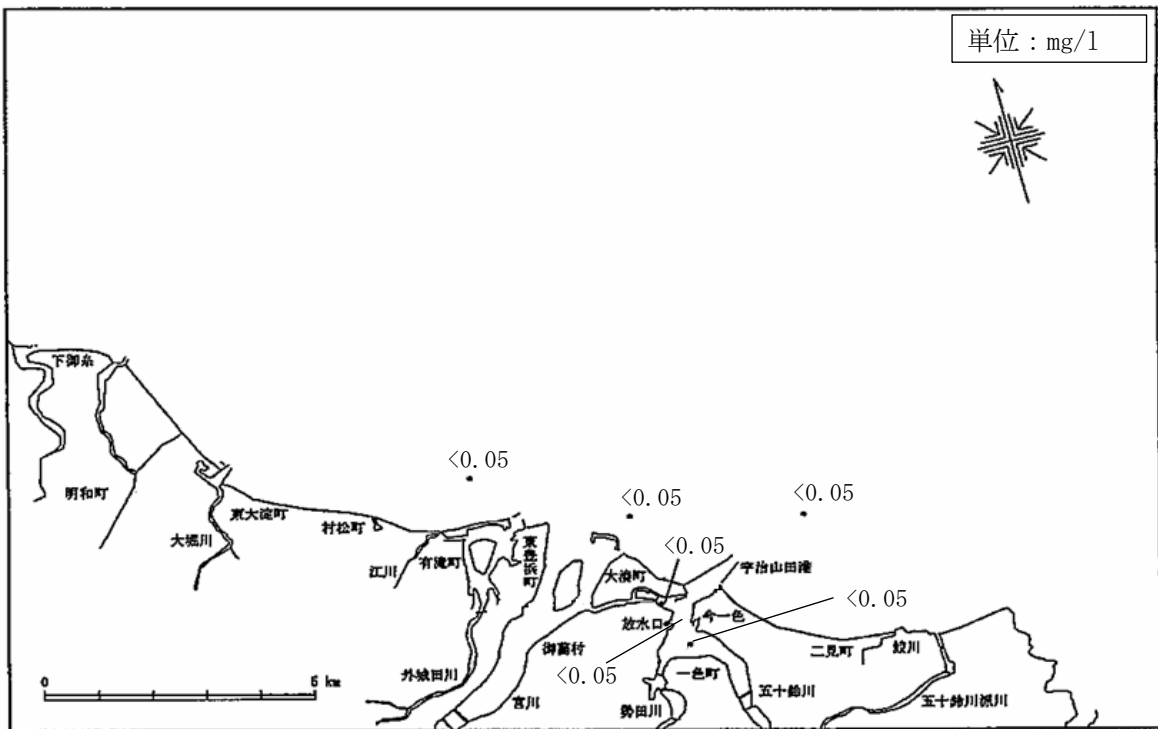 単位：mg/l
下御糸
<0.05
明和町
東大淀町
<0.05
<0.05
村松町
大堀川
江川
有滝町
東豊浜町
<0.05
大湊町
宇治山田港
<0.05
放水口
今一色
御薗村
二見町
鮫川
<0.05
外城田川
一色町
0
5 km
宮川
勢田川
五十鈴川
五十鈴川派川